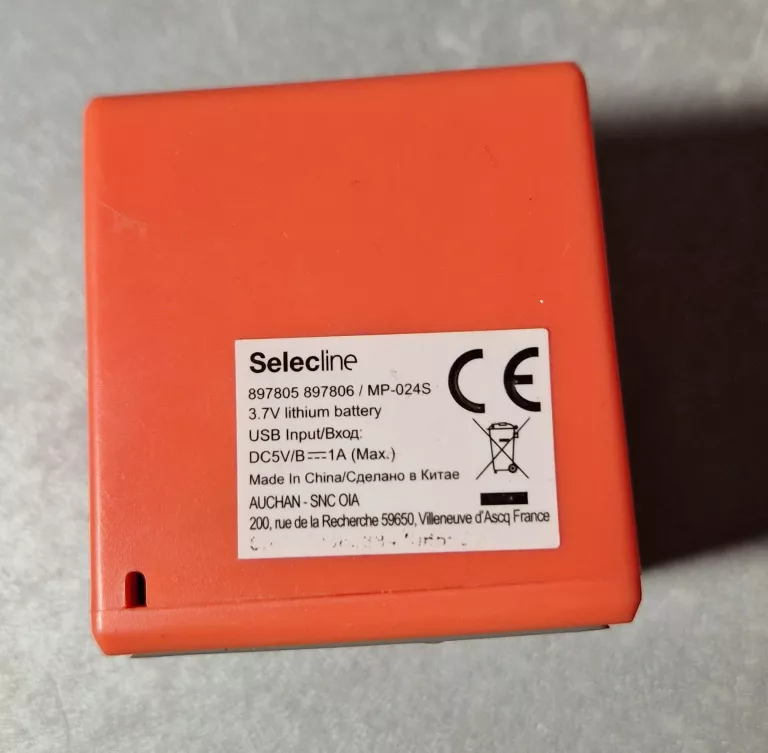 Selecline
897805 897806 / MP-024S
3.7V lithium battery
USB Input/Вход:
DC5V/B⎓1A (Max.)
Made In China/Сделано в Китае
AUCHAN - SNC OIA
200, rue de la Recherche 59650, Villeneuve d'Ascq France
CE